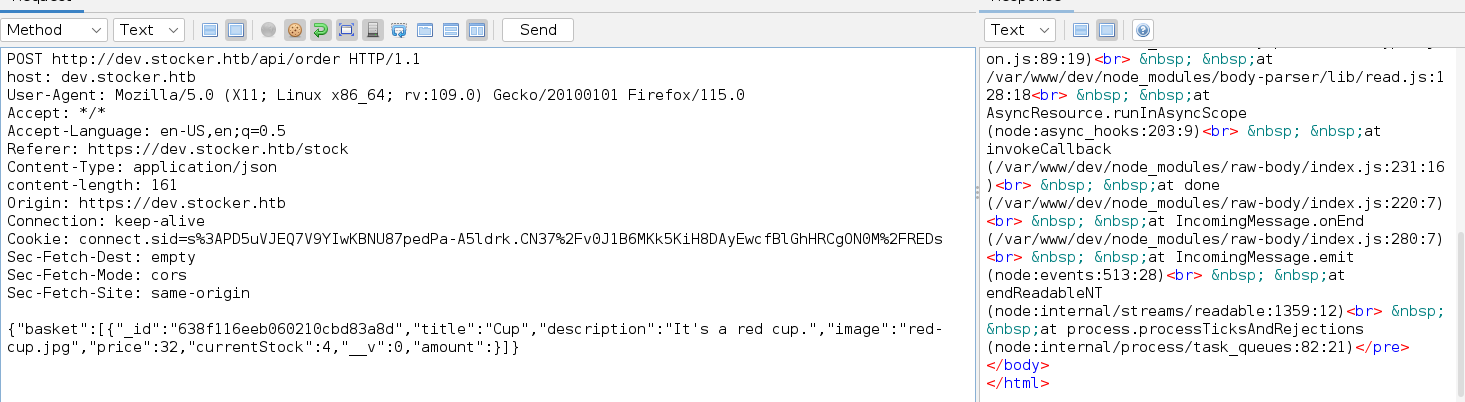 Method Text Send Text
POST http://dev.stocker.htb/api/order HTTP/1.1
host: dev.stocker.htb
User-Agent: Mozilla/5.0 (X11; Linux x86_64; rv:109.0) Gecko/20100101 Firefox/115.0
Accept: */*
Accept-Language: en-US,en;q=0.5
Referer: https://dev.stocker.htb/stock
Content-Type: application/json
content-length: 161
Origin: https://dev.stocker.htb
Connection: keep-alive
Cookie: connect.sid=s%3APD5uVJEQ7V9YIwKBNU87pedPa-A5ldrk.CN37%2Fv0J1B6MKk5KiH8DAyEwcfBlGhHRCgON0M%2FREDs
Sec-Fetch-Dest: empty
Sec-Fetch-Mode: cors
Sec-Fetch-Site: same-origin
{"basket":[{"_id":"638f116eeb060210cbd83a8d","title":"Cup","description":"It's a red cup.","image":"red-
cup.jpg","price":32,"currentStock":4,"__v":0,"amount":}]}
on.js:89:19)<br> &nbsp; &nbsp;at
/var/www/dev/node_modules/body-parser/lib/read.js:1
28:18<br> &nbsp; &nbsp;at
AsyncResource.runInAsyncScope
(node:async_hooks:203:9)<br> &nbsp; &nbsp;at
invokeCallback
(/var/www/dev/node_modules/raw-body/index.js:231:16
)<br> &nbsp; &nbsp;at done
(/var/www/dev/node_modules/raw-body/index.js:220:7)
<br> &nbsp; &nbsp;at IncomingMessage.onEnd
(/var/www/dev/node_modules/raw-body/index.js:280:7)
<br> &nbsp; &nbsp;at IncomingMessage.emit
(node:events:513:28)<br> &nbsp; &nbsp;at
endReadableNT
(node:internal/streams/readable:1359:12)<br> &nbsp;
&nbsp;at process.processTicksAndRejections
(node:internal/process/task_queues:82:21)</pre>
</body>
</html>